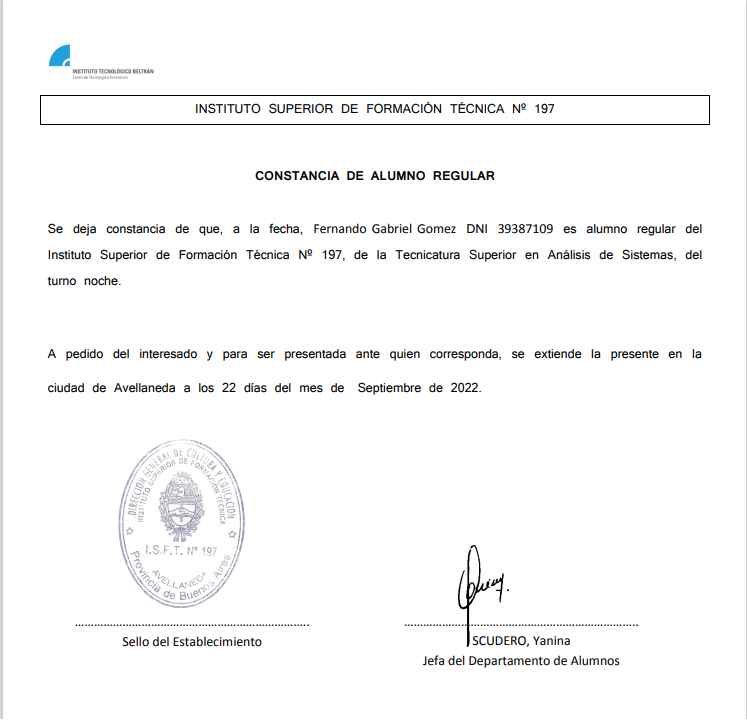 INSTITUTO TECNOLÓGICO BELTRÁN
Centro de Tecnología e Innovación
INSTITUTO SUPERIOR DE FORMACIÓN TÉCNICA Nº 197
CONSTANCIA DE ALUMNO REGULAR
Se deja constancia de que, a la fecha, Fernando Gabriel Gomez DNI 39387109 es alumno regular del
Instituto Superior de Formación Técnica Nº 197, de la Tecnicatura Superior en Análisis de Sistemas, del
turno noche.
A pedido del interesado y para ser presentada ante quien corresponda, se extiende la presente en la
ciudad de Avellaneda a los 22 días del mes de Septiembre de 2022.
DIRECCIÓN GENERAL DE CULTURA Y EDUCACIÓN
INSTITUTO SUPERIOR DE FORMACIÓN TÉCNICA
I.S.F.T. Nº 197
AVELLANEDA
Provincia de Buenos Aires
Sello del Establecimiento
SCUDERO, Yanina
Jefa del Departamento de Alumnos